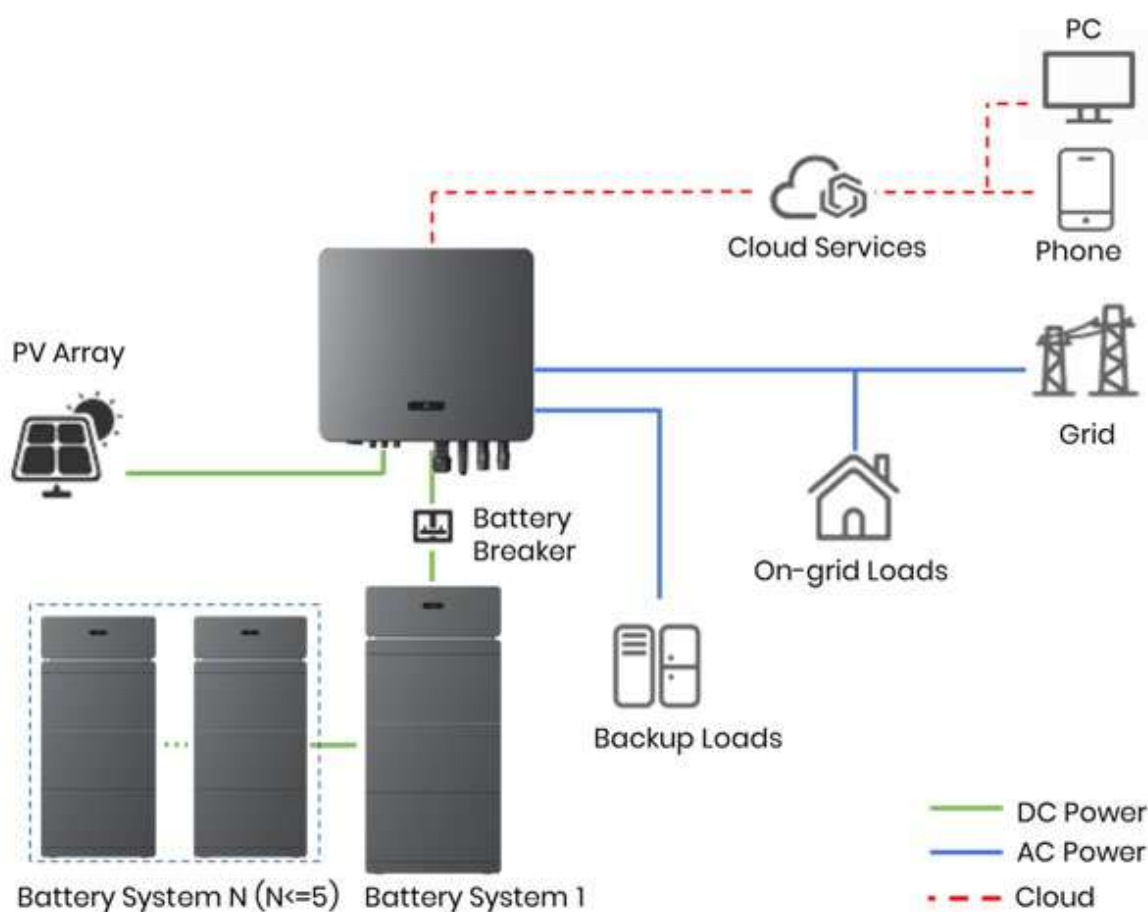 PC
Cloud Services
Phone
PV Array
Grid
Battery
Breaker
On-grid Loads
Backup Loads
DC Power
AC Power
Cloud
Battery System N (N<=5)
Battery System 1